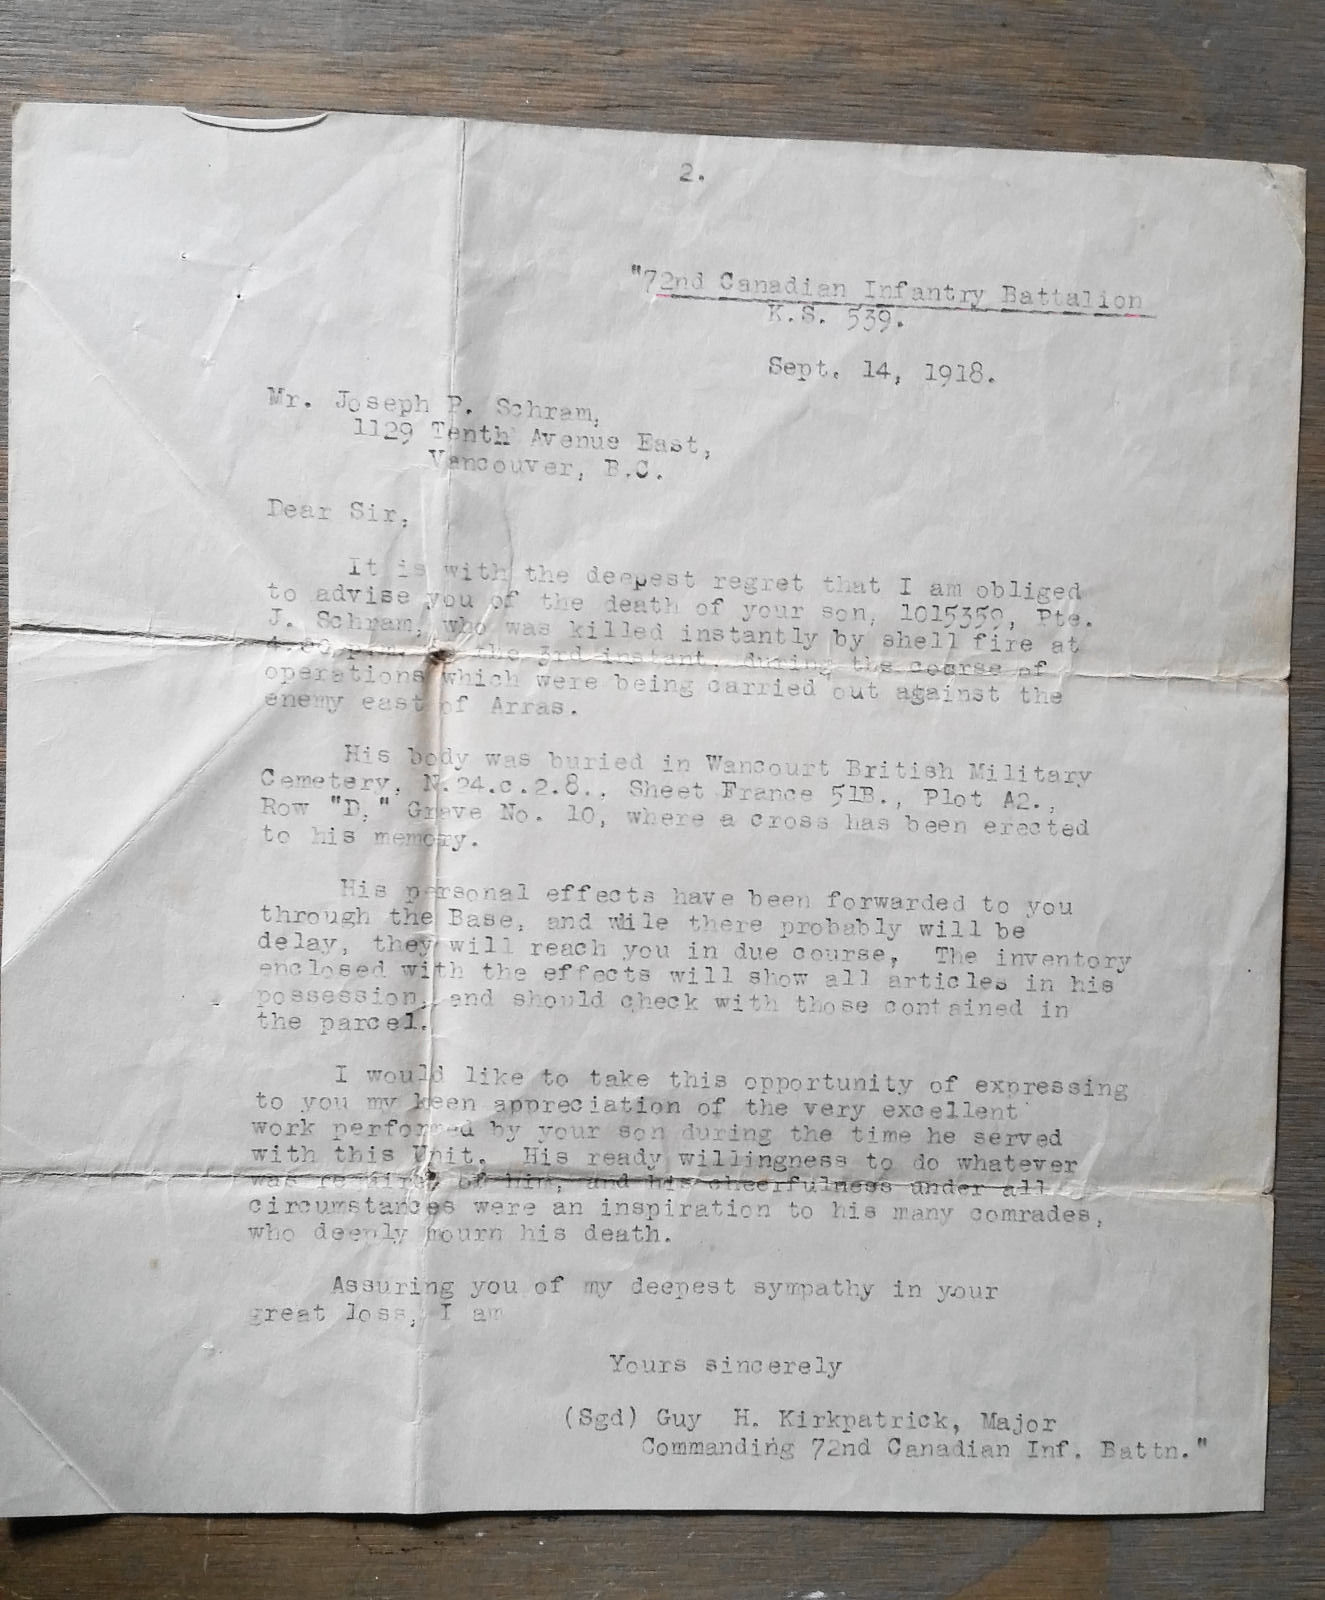 2.
"72nd Canadian Infantry Battalion
K.S. 539.
Sept. 14, 1918.
Mr. Joseph P. Schram,
1129 Tenth Avenue East,
Vancouver, B.C.
Dear Sir,
It is with the deepest regret that I am obliged
to advise you of the death of your son, 1015359, Pte.
J. Schram, who was killed instantly by shell fire at
p.m. the 3rd instant, during the course of
operations which were being carried out against the
enemy east of Arras.
His body was buried in Wancourt British Military
Cemetery, N.24.c.2.8., Sheet France 51B., Plot A2.,
Row "D," Grave No. 10, where a cross has been erected
to his memory.
His personal effects have been forwarded to you
through the Base, and while there probably will be
delay, they will reach you in due course, The inventory
enclosed with the effects will show all articles in his
possession, and should check with those contained in
the parcel.
I would like to take this opportunity of expressing
to you my keen appreciation of the very excellent
work performed by your son during the time he served
with this Unit. His ready willingness to do whatever
was required of him, and his cheerfulness under all
circumstances were an inspiration to his many comrades,
who deeply mourn his death.
Assuring you of my deepest sympathy in your
great loss, I am
Yours sincerely
(Sgd) Guy H. Kirkpatrick, Major
Commanding 72nd Canadian Inf. Battn."